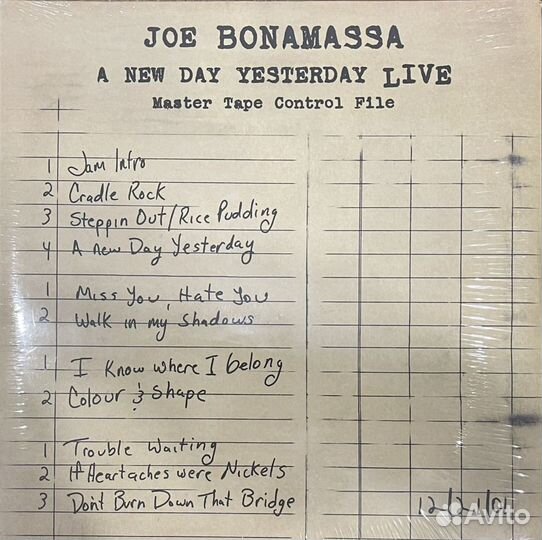 JOE BONAMASSA
A NEW DAY YESTERDAY LIVE
Master Tape Control File
1 Jam Intro
2 Cradle Rock
3 Steppin Out/Rice Pudding
4 A New Day Yesterday
1 Miss You, Hate You
2 Walk in my Shadows
1 I Know where I belong
2 Colour & Shape
1 Trouble Waiting
2 If Heartaches were Nickels
3 Don't Burn Down That Bridge
Avito